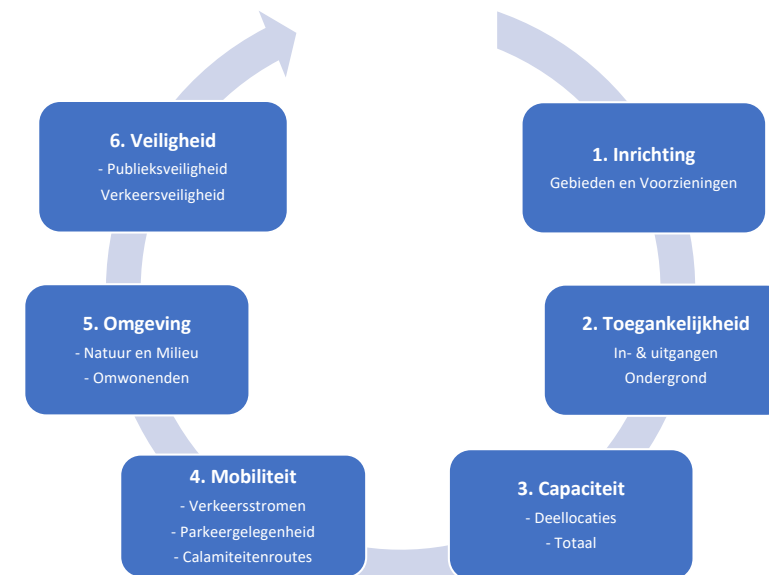 1. Inrichting
Gebieden en Voorzieningen
2. Toegankelijkheid
In- & uitgangen
Ondergrond
3. Capaciteit
- Deellocaties
- Totaal
4. Mobiliteit
- Verkeersstromen
- Parkeergelegenheid
- Calamiteitenroutes
5. Omgeving
- Natuur en Milieu
- Omwonenden
6. Veiligheid
- Publieksveiligheid
Verkeersveiligheid